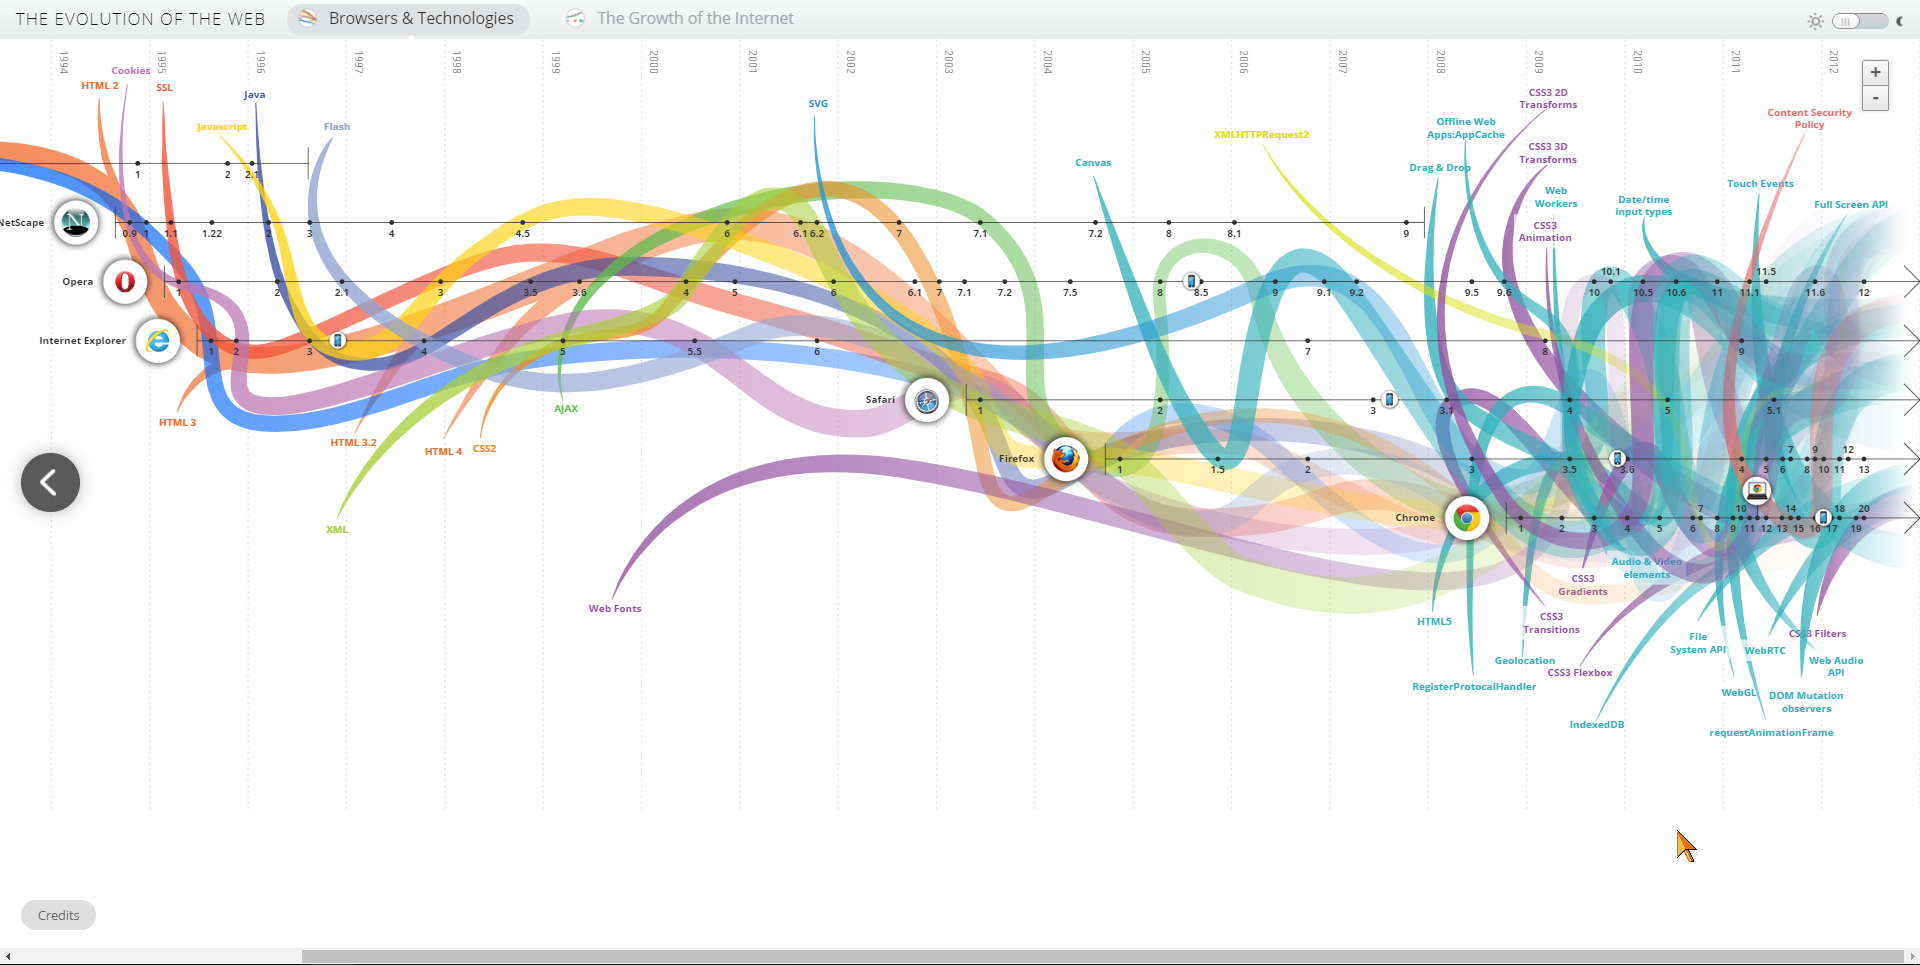 THE EVOLUTION OF THE WEB
Browsers & Technologies
The Growth of the Internet
1994 1995 1996 1997 1998 1999 2000 2001 2002 2003 2004 2005 2006 2007 2008 2009 2010 2011 2012
+
-
Cookies
HTML 2
SSL
Java
Javascript
Flash
SVG
Canvas
XMLHTTPRequest2
Offline Web
Apps:AppCache
Drag & Drop
CSS3 2D
Transforms
CSS3 3D
Transforms
Web
Workers
CSS3
Animation
Date/time
input types
Content Security
Policy
Touch Events
Full Screen API
1 2 2.1
NetScape
0.9 1 1.1 1.22 2 3 4 4.5 6 6.1 6.2 7 7.1 7.2 8 8.1 9
Opera
1 2 2.1 3 3.5 3.6 4 5 6 6.1 7 7.1 7.2 7.5 8 8.5 9 9.1 9.2 9.5 9.6 10 10.1 10.5 10.6 11 11.1 11.5 11.6 12
Internet Explorer
1 2 3 4 5 5.5 6 7 8 9
Safari
1 2 3 3.1 4 5 5.1
Firefox
1 1.5 2 3 3.5 3.6 4 5 6 7 8 9 10 11 12 13
Chrome
1 2 3 4 5 6 7 8 9 10 11 12 13 14 15 16 17 18 19 20
HTML 3
HTML 3.2
HTML 4
CSS2
AJAX
XML
Web Fonts
HTML5
RegisterProtocalHandler
Geolocation
CSS3
Gradients
CSS3
Transitions
CSS3 Flexbox
Audio & Video
elements
IndexedDB
File
System API
WebGL
WebRTC
requestAnimationFrame
DOM Mutation
observers
CSS3 Filters
Web Audio
API
Credits